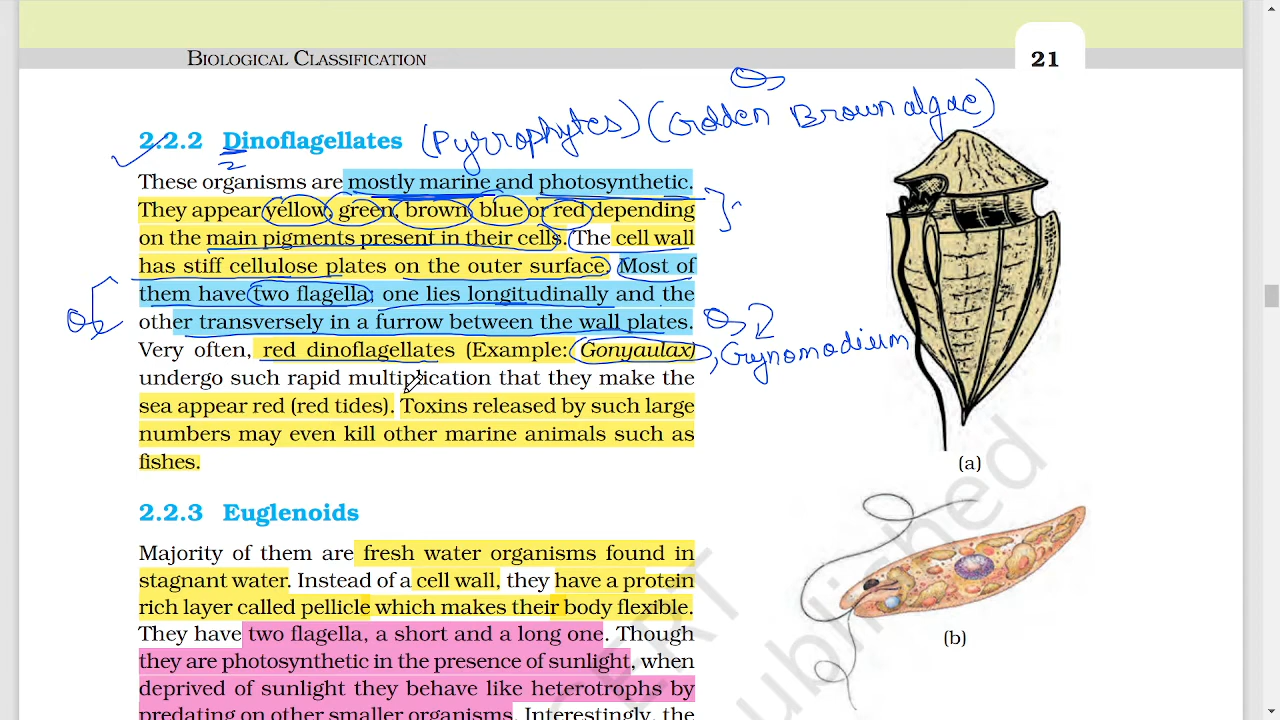 BIOLOGICAL CLASSIFICATION 21
2.2.2 Dinoflagellates (Pyrrophytes) (Golden Brown algae)
These organisms are mostly marine and photosynthetic.
They appear yellow, green, brown, blue or red depending
on the main pigments present in their cells. The cell wall
has stiff cellulose plates on the outer surface. Most of
them have two flagella; one lies longitudinally and the
other transversely in a furrow between the wall plates.
Very often, red dinoflagellates (Example: Gonyaulax) , Gynomodium
undergo such rapid multiplication that they make the
sea appear red (red tides). Toxins released by such large
numbers may even kill other marine animals such as
fishes.
(a)
2.2.3 Euglenoids
Majority of them are fresh water organisms found in
stagnant water. Instead of a cell wall, they have a protein
rich layer called pellicle which makes their body flexible.
They have two flagella, a short and a long one. Though
they are photosynthetic in the presence of sunlight, when
deprived of sunlight they behave like heterotrophs by
predating on other smaller organisms. Interestingly, the
(b)